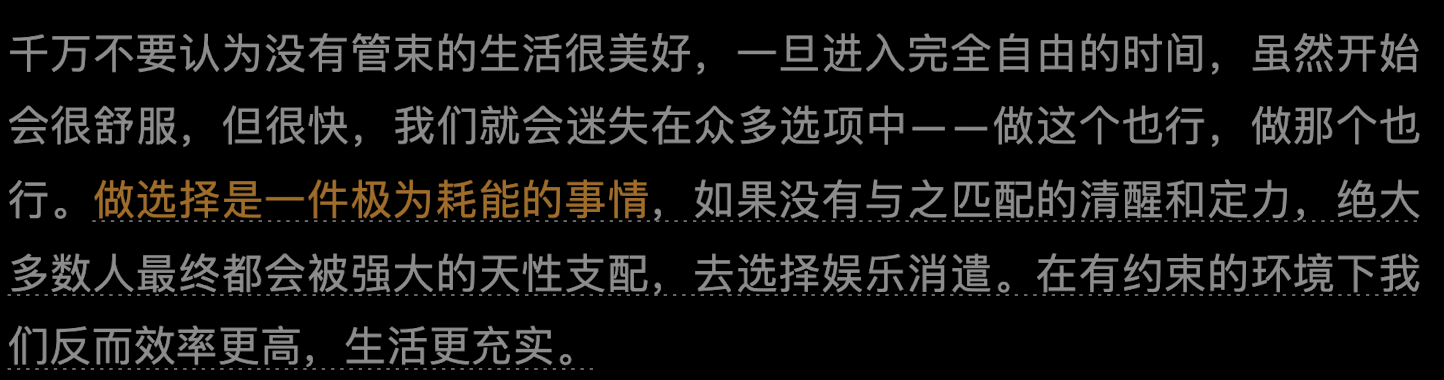 千万不要认为没有管束的生活很美好，一旦进入完全自由的时间，虽然开始
会很舒服，但很快，我们就会迷失在众多选项中——做这个也行，做那个也
行。做选择是一件极为耗能的事情，如果没有与之匹配的清醒和定力，绝大
多数人最终都会被强大的天性支配，去选择娱乐消遣。在有约束的环境下我
们反而效率更高，生活更充实。